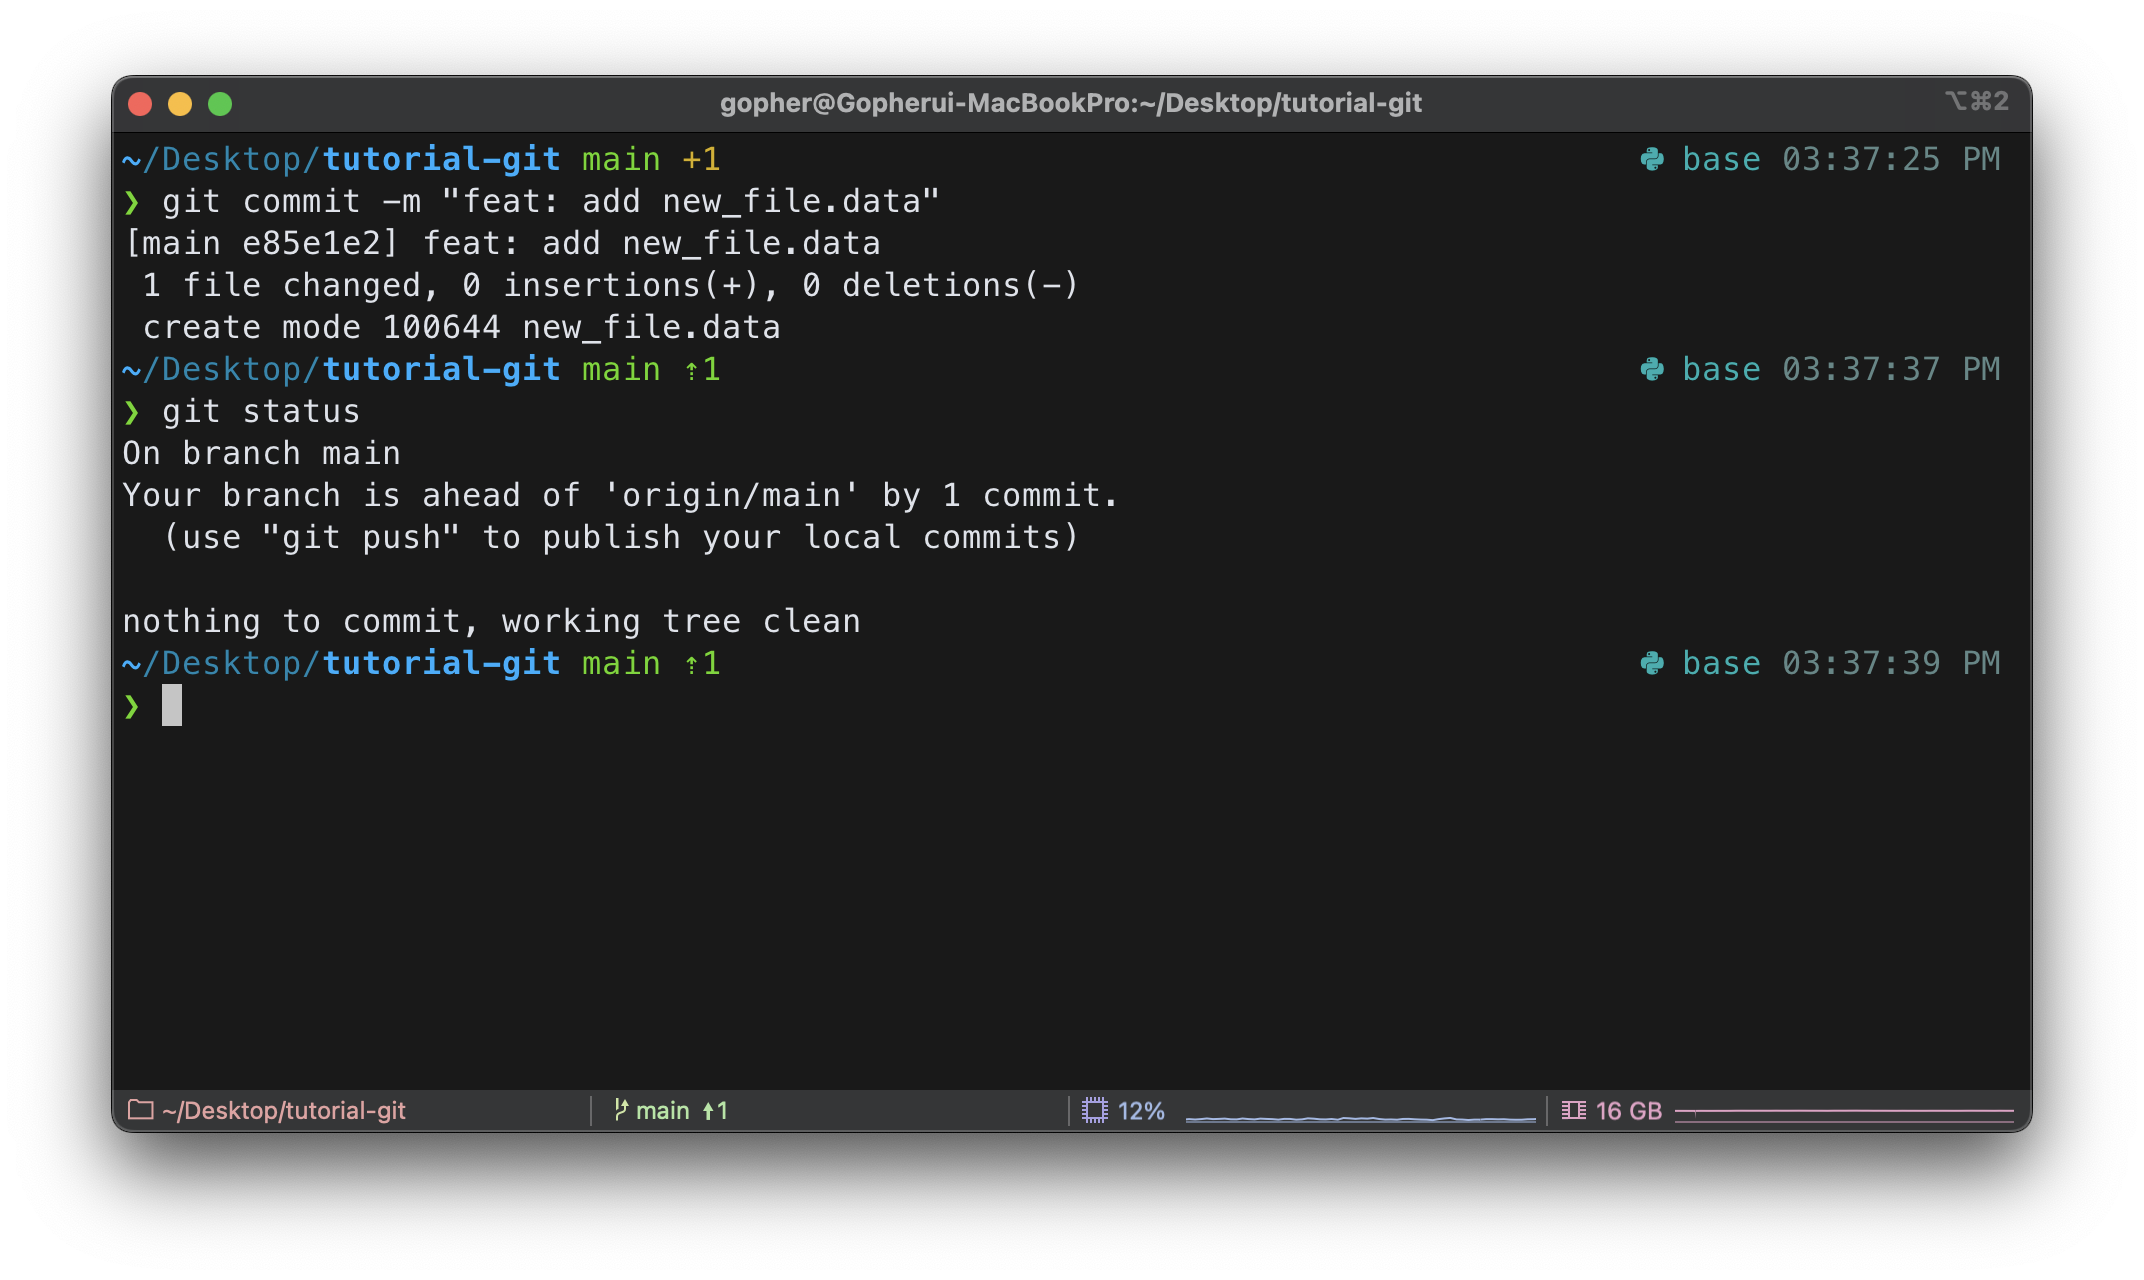 gopher@Gopherui-MacBookPro:~/Desktop/tutorial-git ⌥⌘2
~/Desktop/tutorial-git main +1 base 03:37:25 PM
❯ git commit -m "feat: add new_file.data"
[main e85e1e2] feat: add new_file.data
 1 file changed, 0 insertions(+), 0 deletions(-)
 create mode 100644 new_file.data
~/Desktop/tutorial-git main ⇡1 base 03:37:37 PM
❯ git status
On branch main
Your branch is ahead of 'origin/main' by 1 commit.
  (use "git push" to publish your local commits)
nothing to commit, working tree clean
~/Desktop/tutorial-git main ⇡1 base 03:37:39 PM
❯
~/Desktop/tutorial-git main ⬆1 12% 16 GB